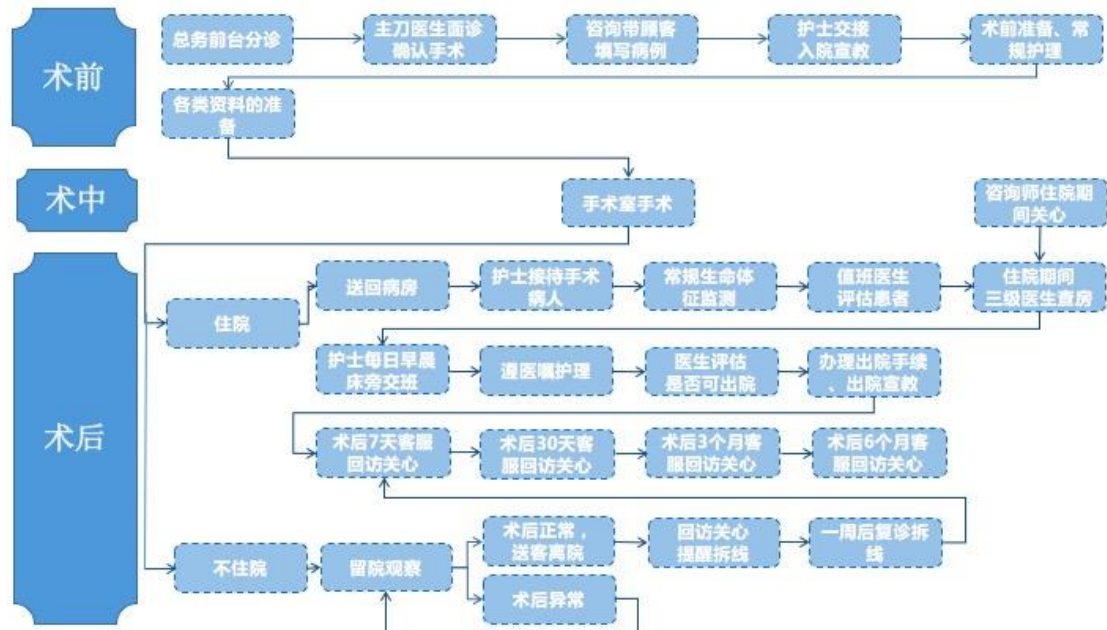 术前
总务前台分诊
主刀医生面诊
确认手术
咨询带顾客
填写病例
护士交接
入院宣教
术前准备、常
规护理
各类资料的准
备
术中
手术室手术
咨询师住院期
间关心
术后
住院
送回病房
护士接待手术
病人
常规生命体
征监测
值班医生
评估患者
住院期间
三级医生查房
护士每日早晨
床旁交班
遵医嘱护理
医生评估
是否可出院
办理出院手续
、出院宣教
术后7天客服
回访关心
术后30天客
服回访关心
术后3个月客
服回访关心
术后6个月客
服回访关心
不住院
留院观察
术后正常，
送客离院
回访关心
提醒拆线
一周后复诊拆
线
术后异常